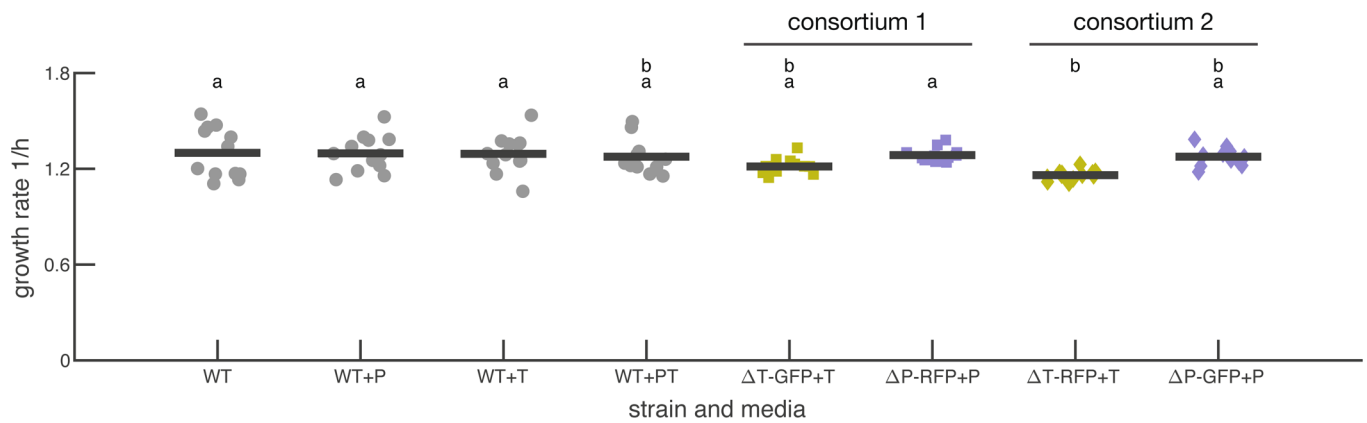 consortium 1
consortium 2
b b b b
a a a a a a a
1.8
1.2
0.6
0
growth rate 1/h
WT WT+P WT+T WT+PT ΔT-GFP+T ΔP-RFP+P ΔT-RFP+T ΔP-GFP+P
strain and media